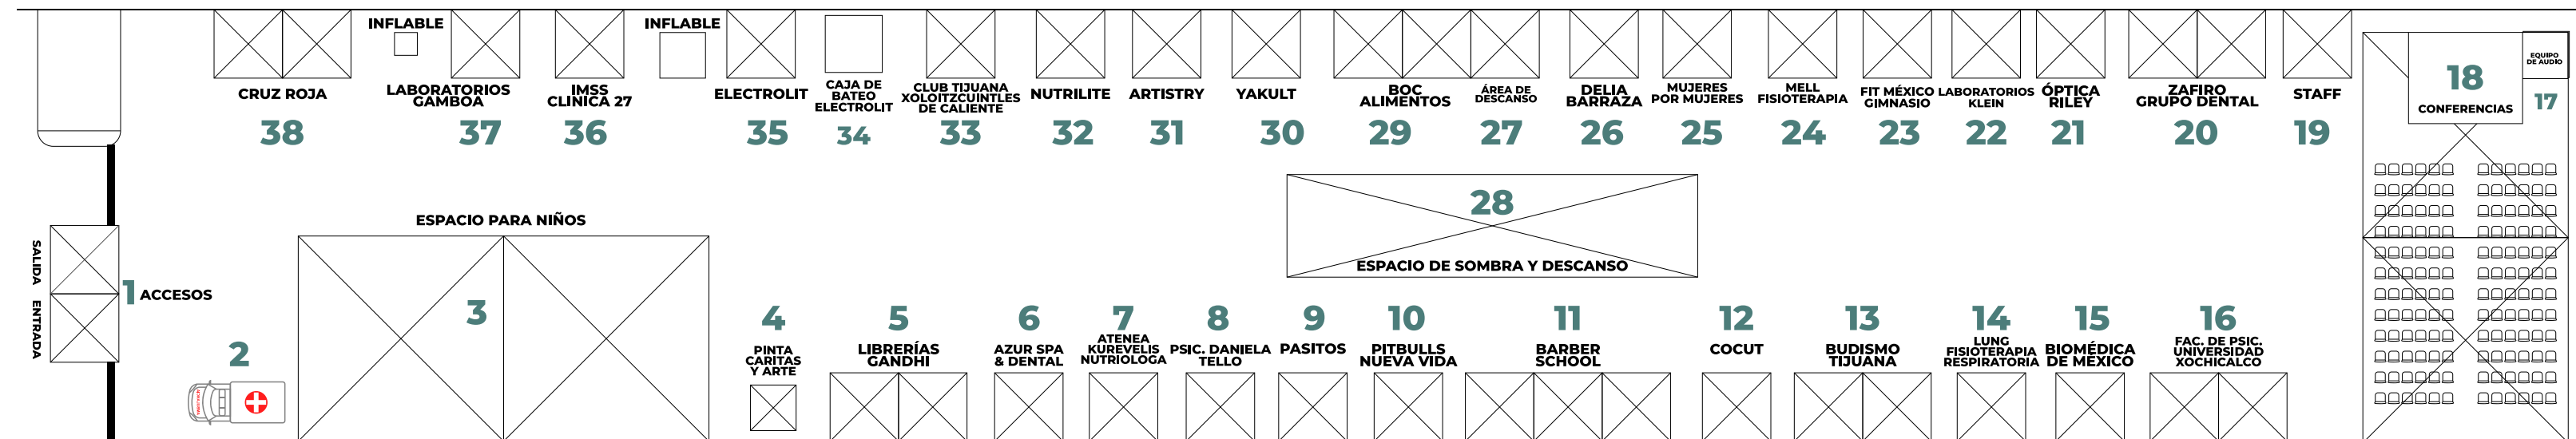 INFLABLE
INFLABLE
CRUZ ROJA
38
LABORATORIOS
GAMBOA
37
IMSS
CLINICA 27
36
ELECTROLIT
35
CAJA DE
BATEO
ELECTROLIT
34
CLUB TIJUANA
XOLOITZCUINTLES
DE CALIENTE
33
NUTRILITE
32
ARTISTRY
31
YAKULT
30
BOC
ALIMENTOS
29
ÁREA DE
DESCANSO
27
DELIA
BARRAZA
26
MUJERES
POR MUJERES
25
MELL
FISIOTERAPIA
24
FIT MÉXICO
GIMNASIO
23
LABORATORIOS
KLEIN
22
ÓPTICA
RILEY
21
ZAFIRO
GRUPO DENTAL
20
STAFF
19
18
CONFERENCIAS
EQUIPO
DE AUDIO
17
28
ESPACIO DE SOMBRA Y DESCANSO
ESPACIO PARA NIÑOS
3
SALIDA
ENTRADA
1 ACCESOS
2
4
PINTA
CARITAS
Y ARTE
5
LIBRERÍAS
GANDHI
6
AZUR SPA
& DENTAL
7
ATENEA
KUREVELIS
NUTRIOLOGA
8
PSIC. DANIELA
TELLO
9
PASITOS
10
PITBULLS
NUEVA VIDA
11
BARBER
SCHOOL
12
COCUT
13
BUDISMO
TIJUANA
14
LUNG
FISIOTERAPIA
RESPIRATORIA
15
BIOMÉDICA
DE MÉXICO
16
FAC. DE PSIC.
UNIVERSIDAD
XOCHICALCO